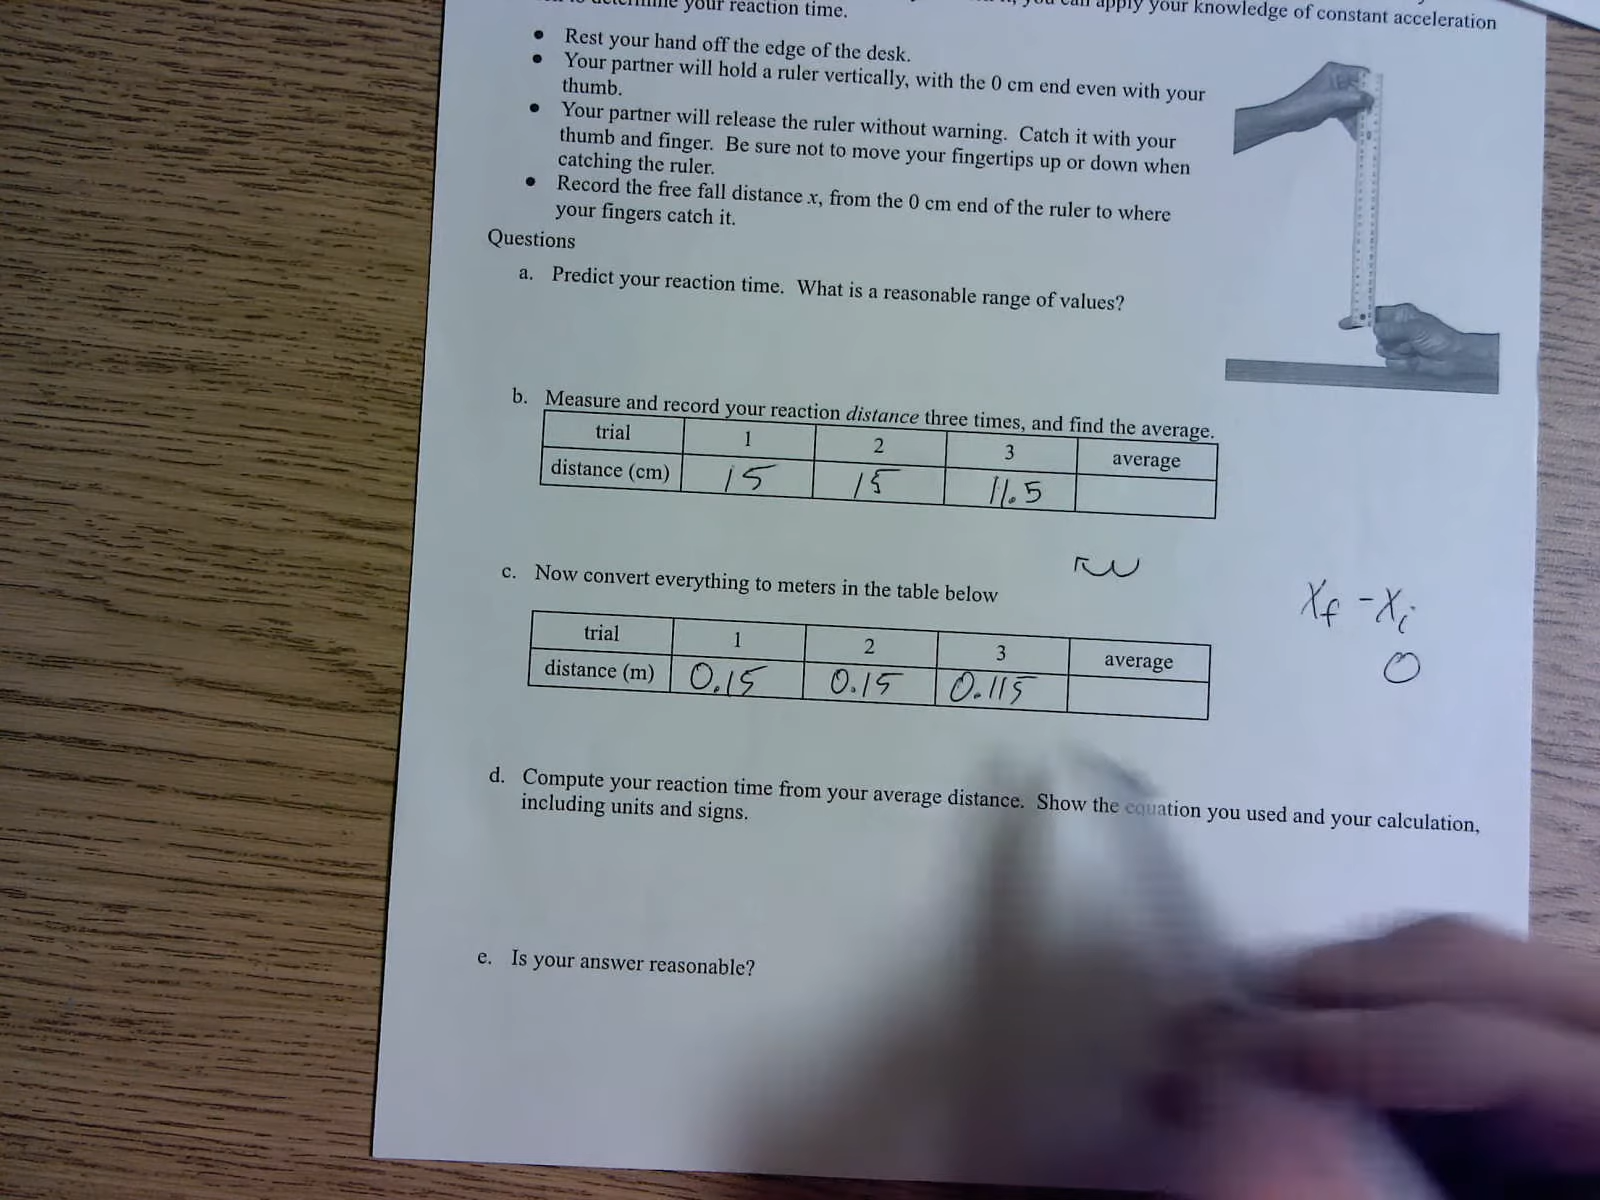 your reaction time.
you can apply your knowledge of constant acceleration
• Rest your hand off the edge of the desk.
• Your partner will hold a ruler vertically, with the 0 cm end even with your
thumb.
• Your partner will release the ruler without warning. Catch it with your
thumb and finger. Be sure not to move your fingertips up or down when
catching the ruler.
• Record the free fall distance x, from the 0 cm end of the ruler to where
your fingers catch it.
Questions
a. Predict your reaction time. What is a reasonable range of values?
b. Measure and record your reaction distance three times, and find the average.
trial 1 2 3 average
distance (cm) 15 15 11.5
c. Now convert everything to meters in the table below
Xf - Xi
0
trial 1 2 3 average
distance (m) 0.15 0.15 0.115
d. Compute your reaction time from your average distance. Show the equation you used and your calculation,
including units and signs.
e. Is your answer reasonable?